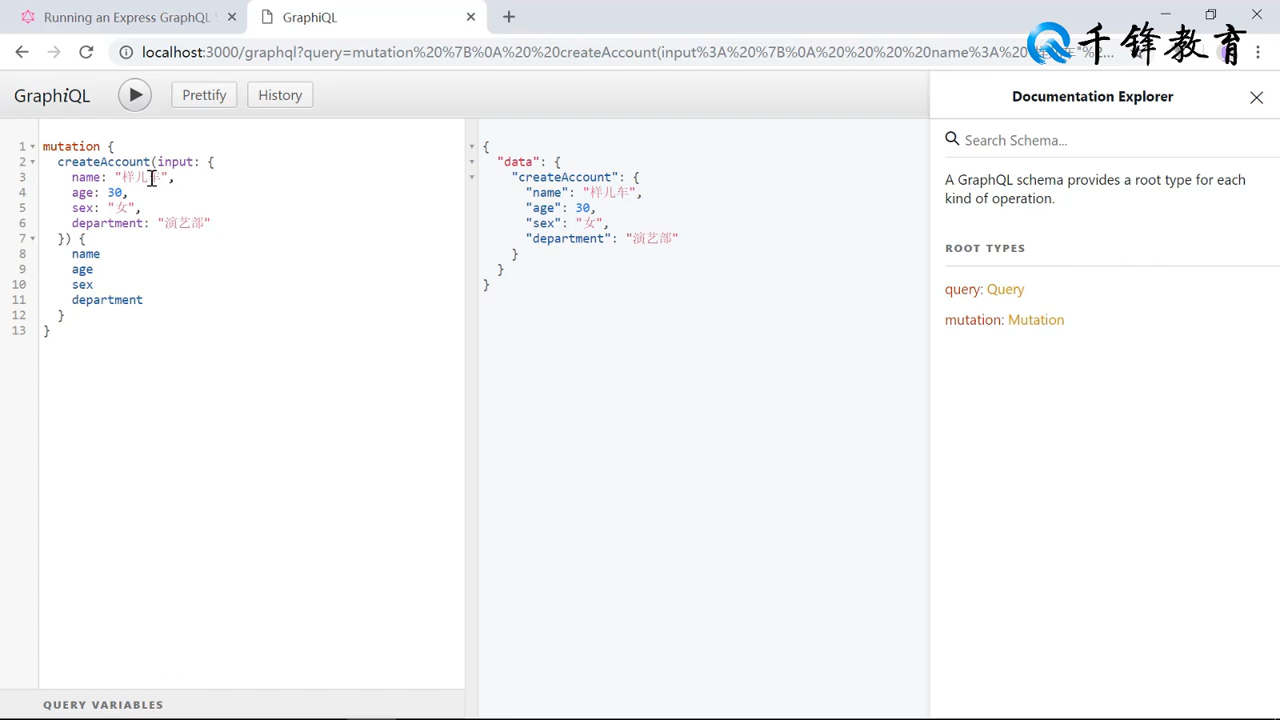 Running an Express GraphQL
GraphiQL
localhost:3000/graphql?query=mutation%20%7B%0A%20%20createAccount(input%3A%20%7B%0A%20%20%20%20name%3A%20
千锋教育
GraphiQL
Prettify
History
Documentation Explorer
Search Schema...
A GraphQL schema provides a root type for each
kind of operation.
ROOT TYPES
query: Query
mutation: Mutation
1 mutation {
2 createAccount(input: {
3 name: "样儿车",
4 age: 30,
5 sex: "女",
6 department: "演艺部"
7 }) {
8 name
9 age
10 sex
11 department
12 }
13 }
{
"data": {
"createAccount": {
"name": "样儿车",
"age": 30,
"sex": "女",
"department": "演艺部"
}
}
}
QUERY VARIABLES